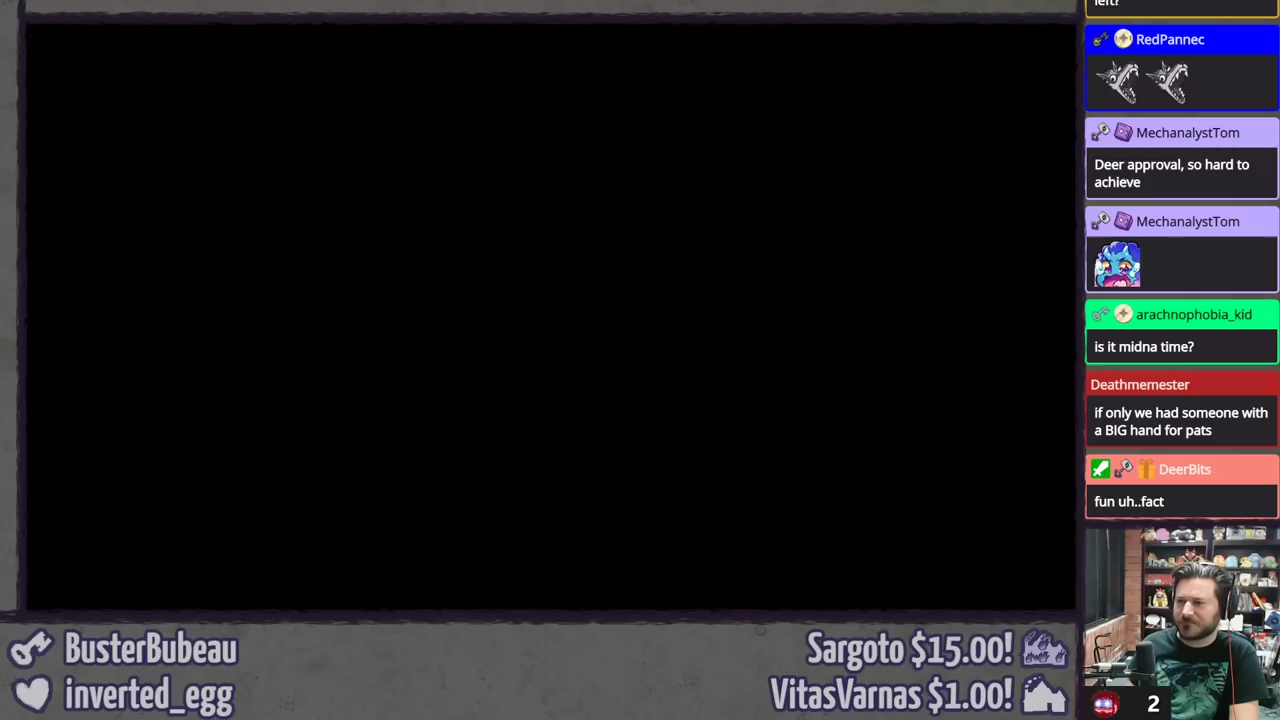 left?
RedPannec
MechanalystTom
Deer approval, so hard to
achieve
MechanalystTom
arachnophobia_kid
is it midna time?
Deathmemester
if only we had someone with
a BIG hand for pats
DeerBits
fun uh..fact
BusterBubeau
inverted_egg
Sargoto $15.00!
VitasVarnas $1.00!
2